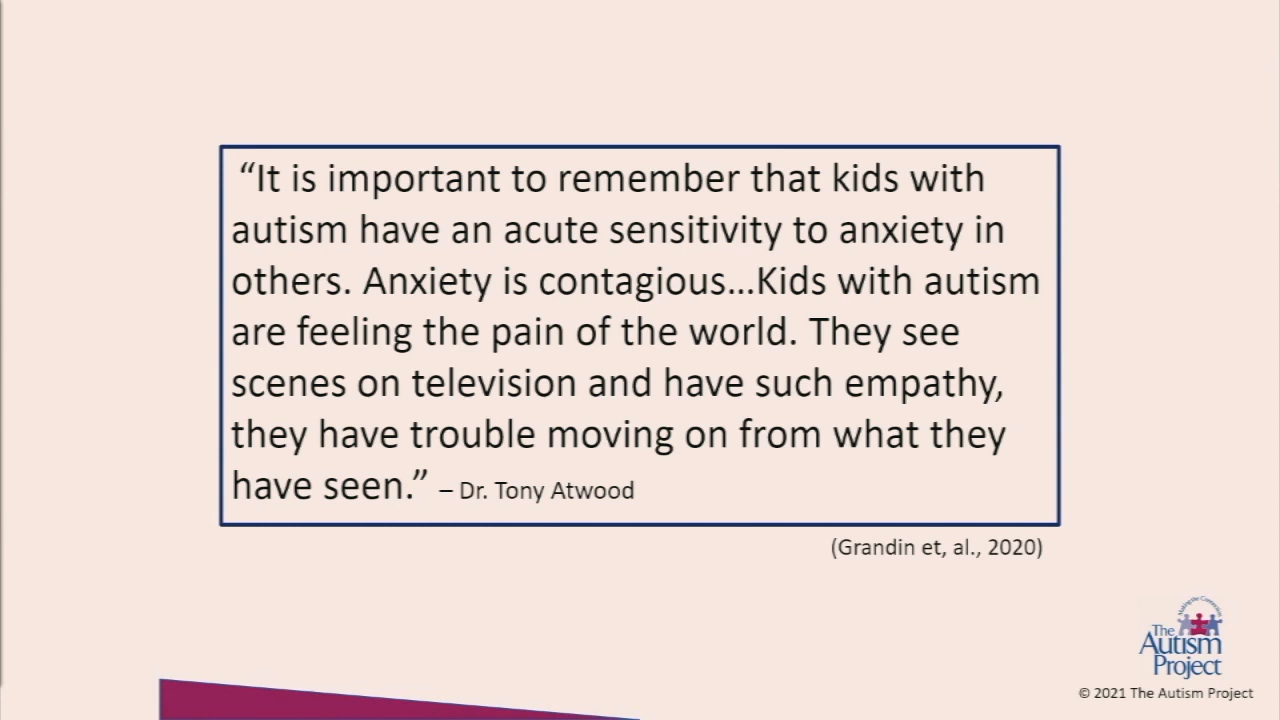 “It is important to remember that kids with
autism have an acute sensitivity to anxiety in
others. Anxiety is contagious...Kids with autism
are feeling the pain of the world. They see
scenes on television and have such empathy,
they have trouble moving on from what they
have seen.” – Dr. Tony Atwood
(Grandin et, al., 2020)
Making the Connection
The
Autism
Project
© 2021 The Autism Project